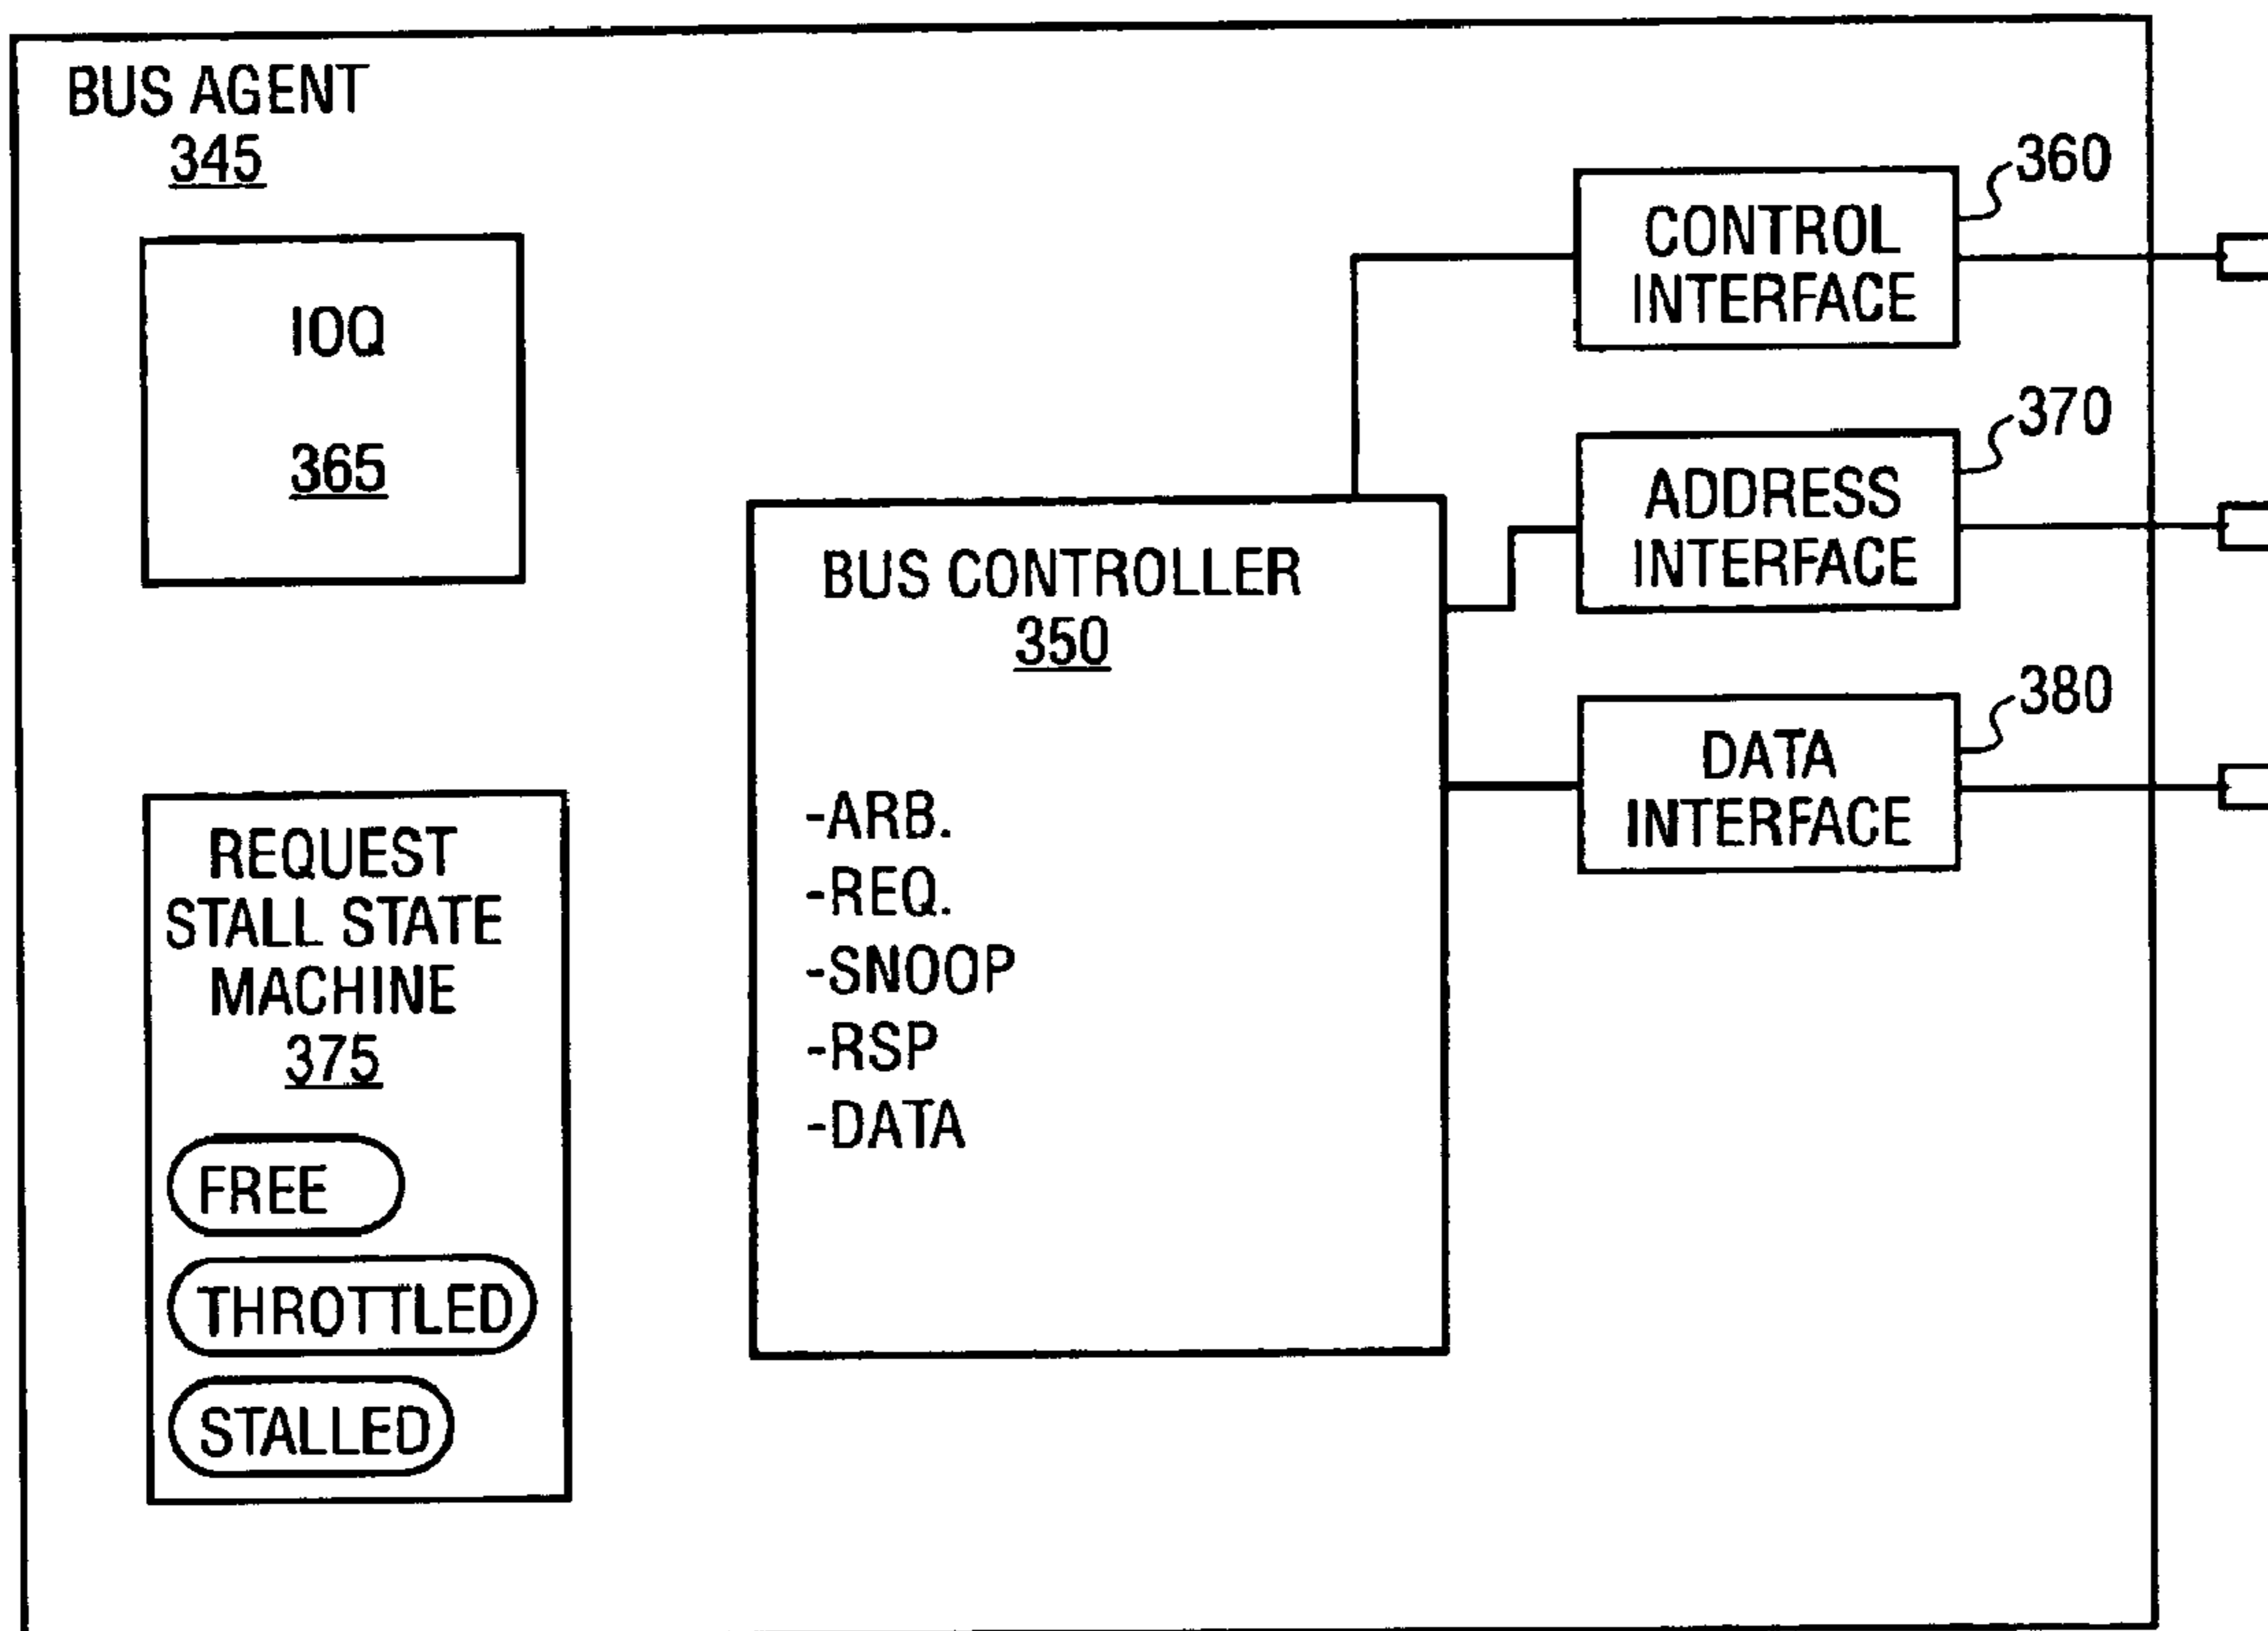 BUS AGENT
345
IOQ
365
REQUEST
STALL STATE
MACHINE
375
FREE
THROTTLED
STALLED
BUS CONTROLLER
350
-ARB.
-REQ.
-SNOOP
-RSP
-DATA
CONTROL
INTERFACE
360
ADDRESS
INTERFACE
370
DATA
INTERFACE
380